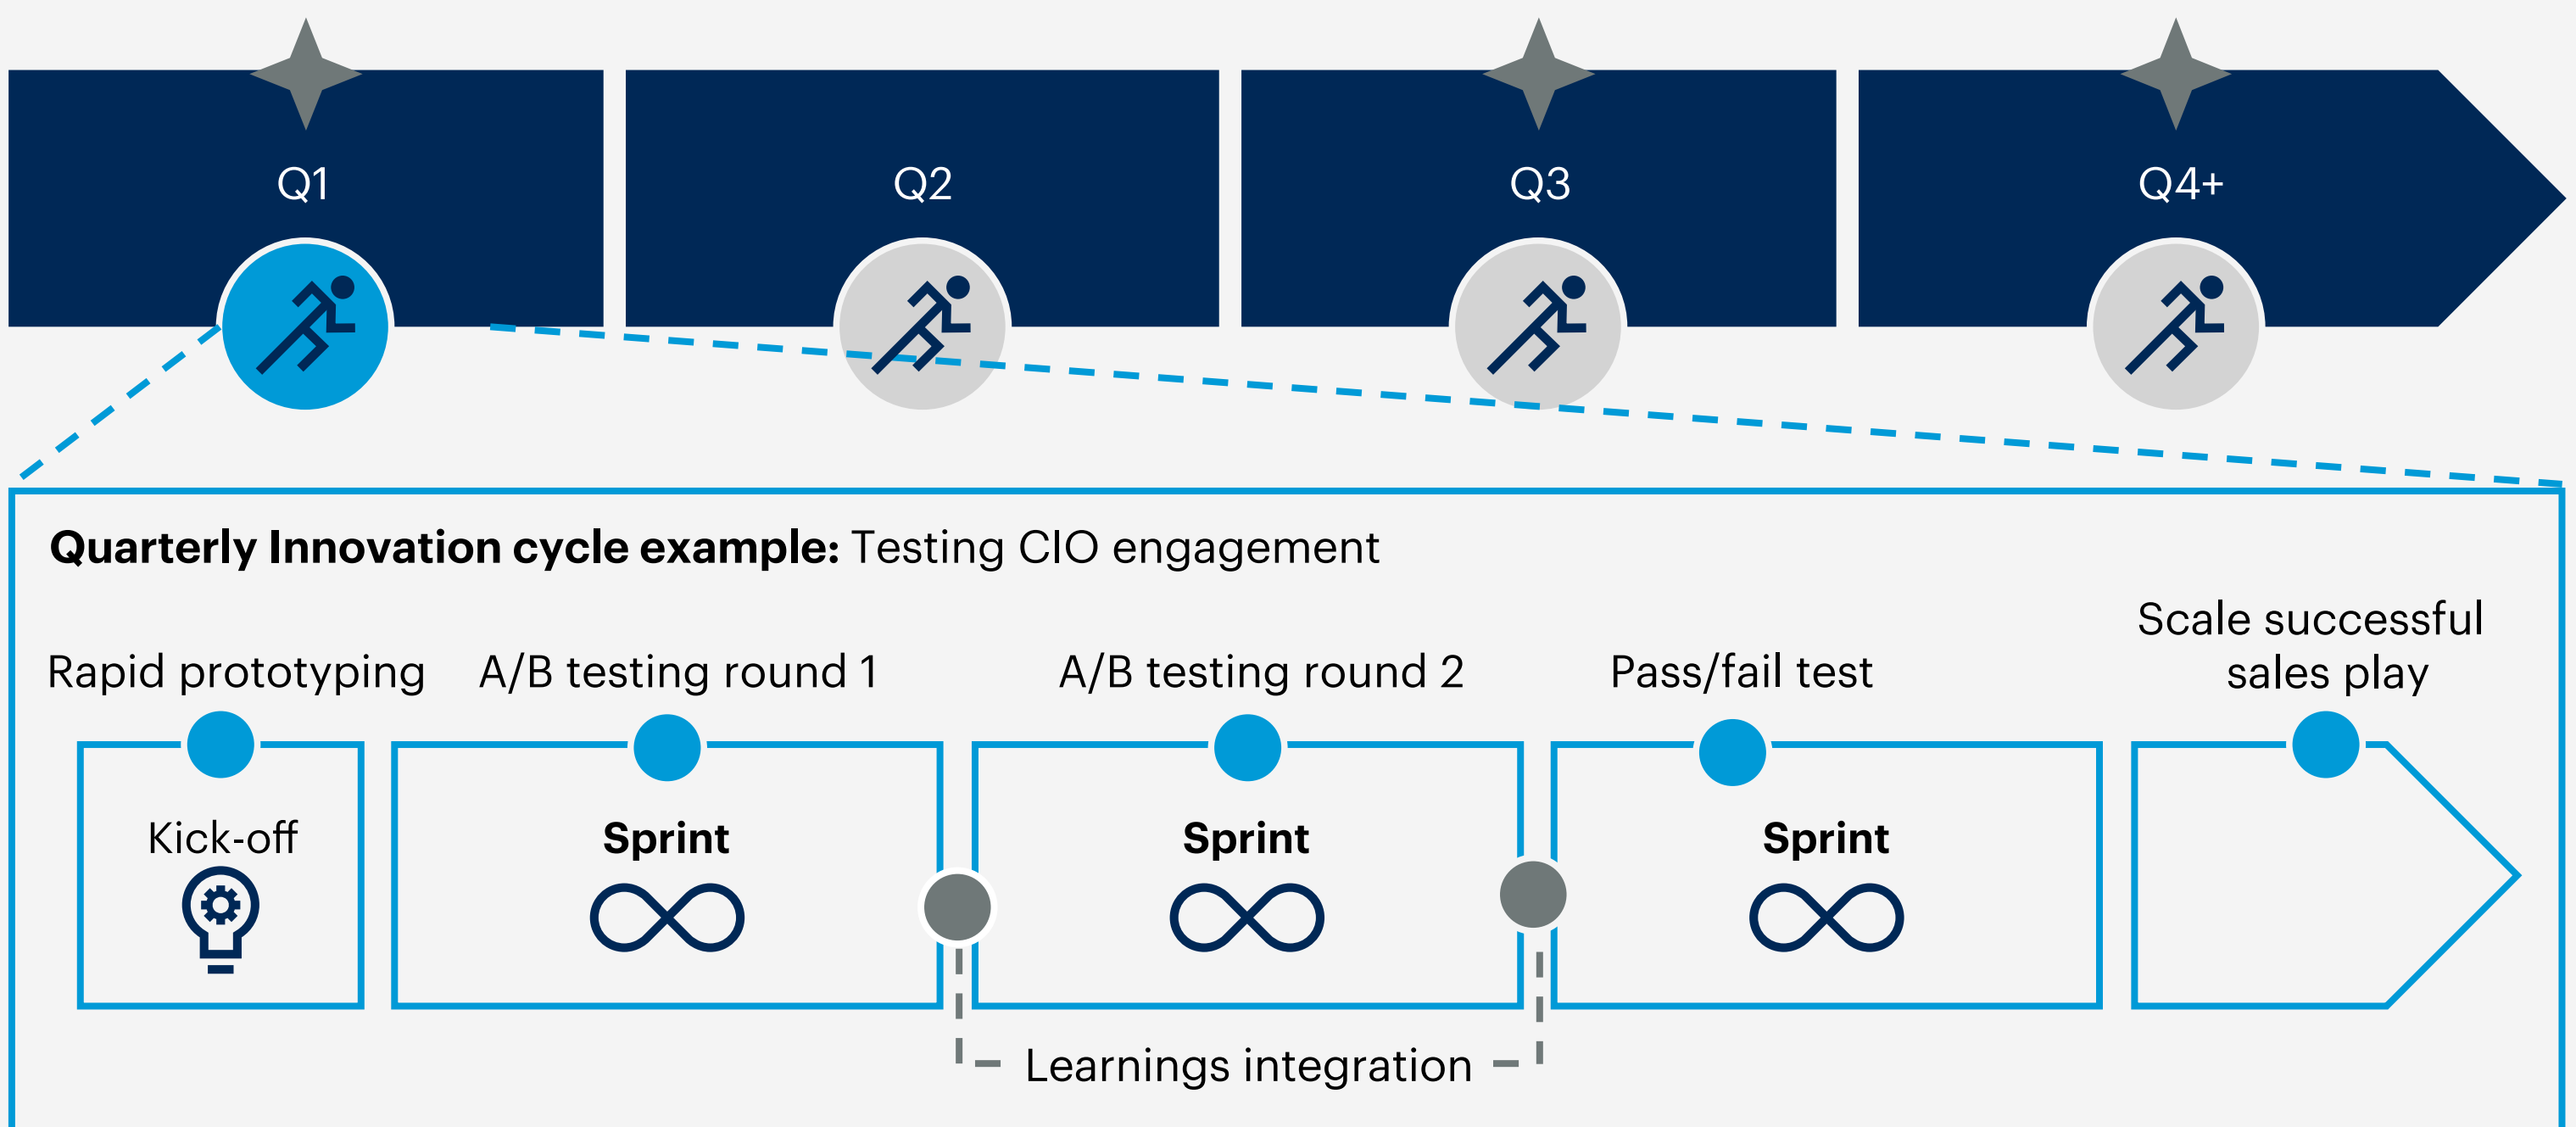 Q1
Q2
Q3
Q4+
Quarterly Innovation cycle example: Testing CIO engagement
Rapid prototyping
A/B testing round 1
A/B testing round 2
Pass/fail test
Scale successful
sales play
Kick-off
Sprint
Sprint
Sprint
Learnings integration